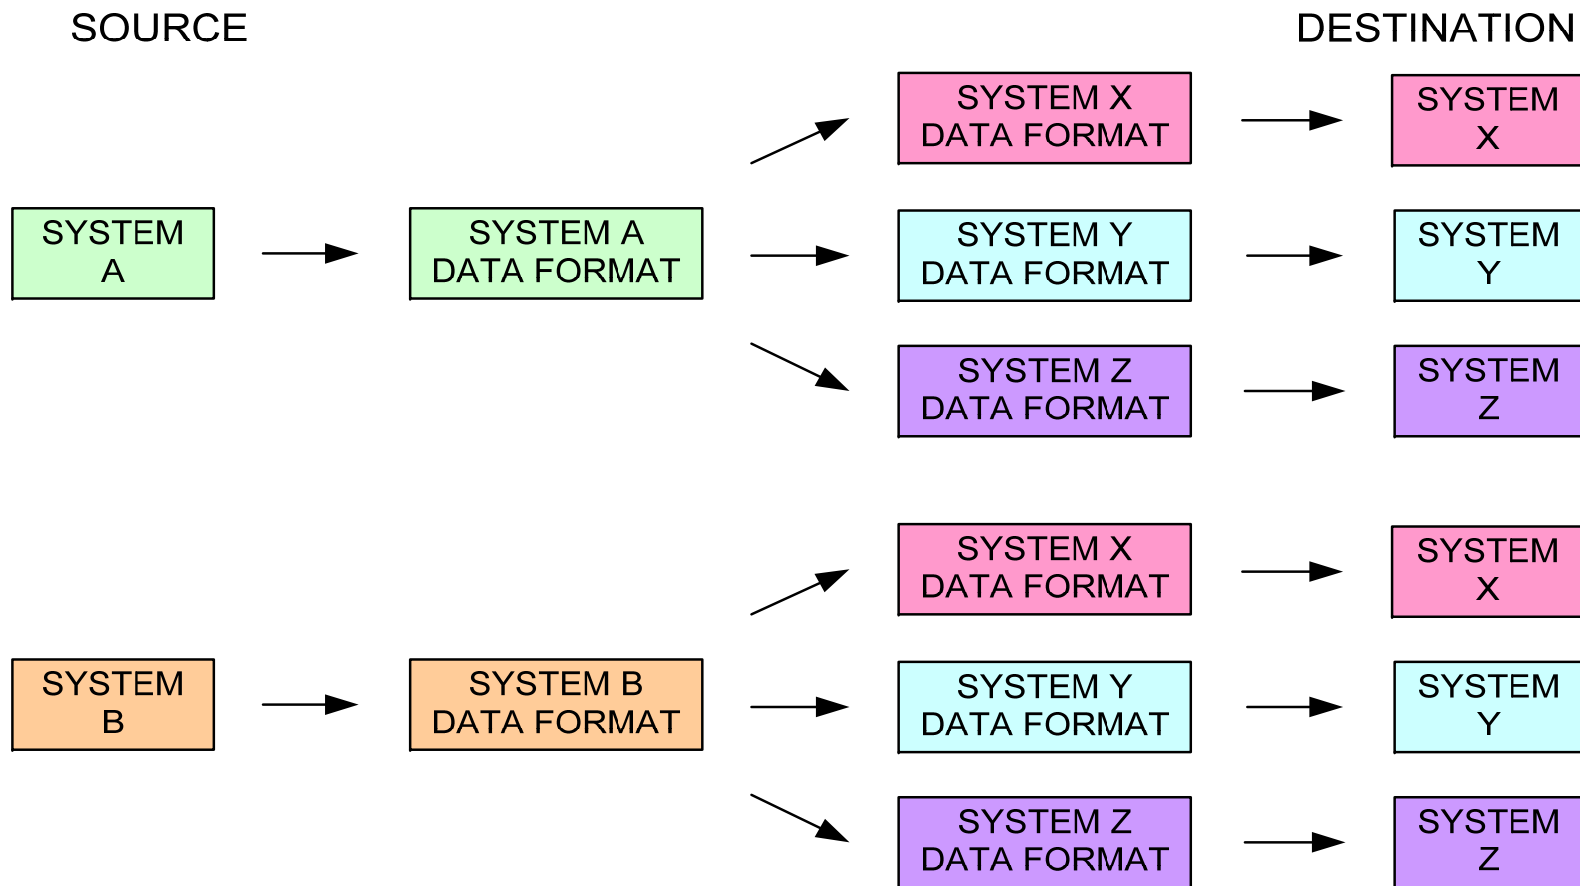 SOURCE
DESTINATION
SYSTEM X
DATA FORMAT
SYSTEM
X
SYSTEM
A
SYSTEM A
DATA FORMAT
SYSTEM Y
DATA FORMAT
SYSTEM
Y
SYSTEM Z
DATA FORMAT
SYSTEM
Z
SYSTEM X
DATA FORMAT
SYSTEM
X
SYSTEM
B
SYSTEM B
DATA FORMAT
SYSTEM Y
DATA FORMAT
SYSTEM
Y
SYSTEM Z
DATA FORMAT
SYSTEM
Z